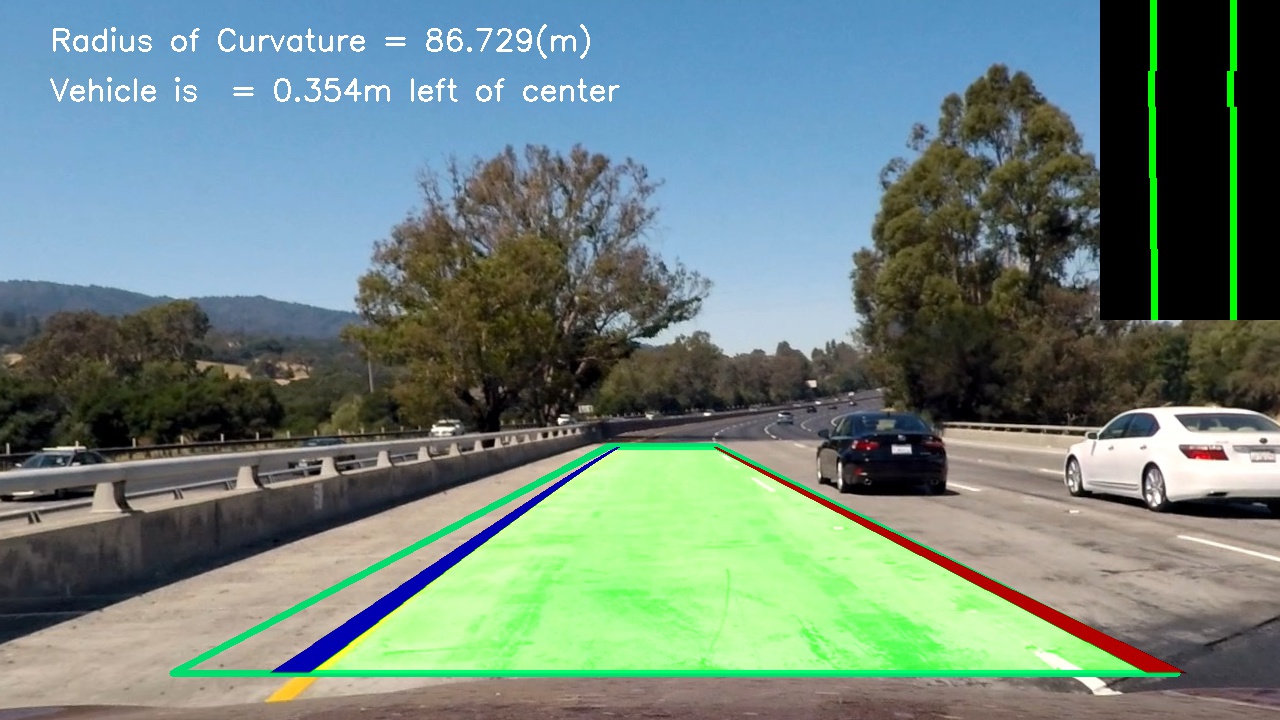 Radius of Curvature = 86.729(m)
Vehicle is  = 0.354m left of center